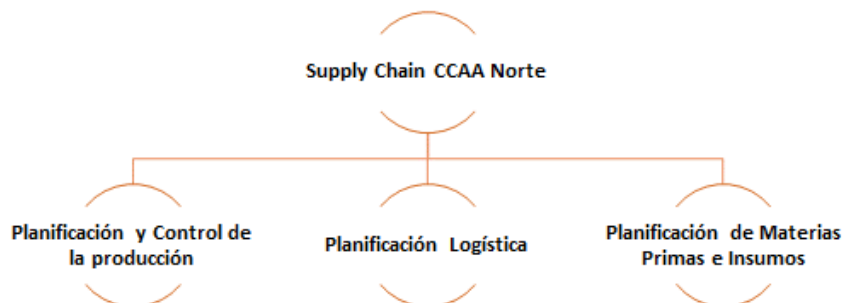 Supply Chain CCAA Norte
Planificación y Control de
la producción
Planificación Logística
Planificación de Materias
Primas e Insumos